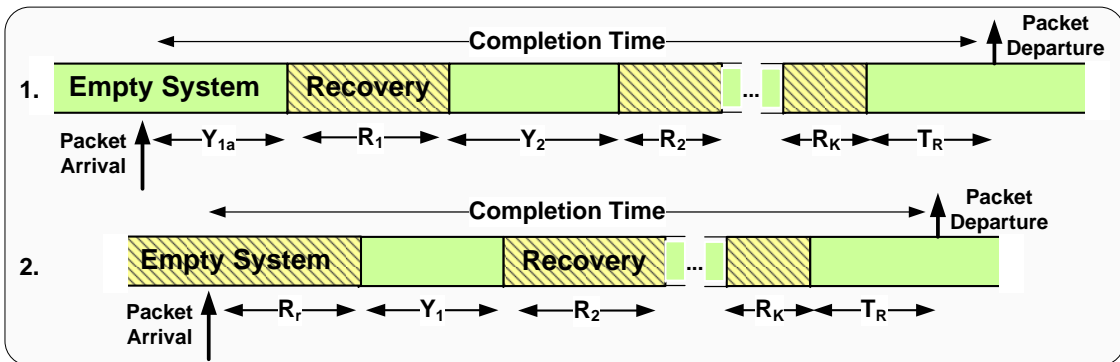 Completion Time
Packet
Departure
1.
Empty System
Recovery
...
Packet
Arrival
Y1a
R1
Y2
R2
RK
TR
Completion Time
Packet
Departure
2.
Empty System
Recovery
...
Packet
Arrival
Rr
Y1
R2
RK
TR